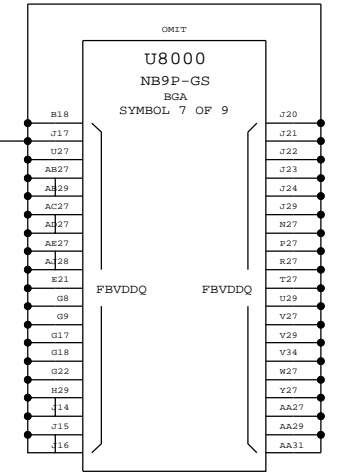 OMIT
U8000
NB9P-GS
BGA
SYMBOL 7 OF 9
B18 J20
J17 J21
U27 J22
AB27 J23
AB29 J24
AC27 J29
AD27 N27
AE27 P27
AJ28 R27
E21 T27
G8 U29
FBVDDQ FBVDDQ
G9 V27
G17 V29
G18 V34
G22 W27
H29 Y27
J14 AA27
J15 AA29
J16 AA31